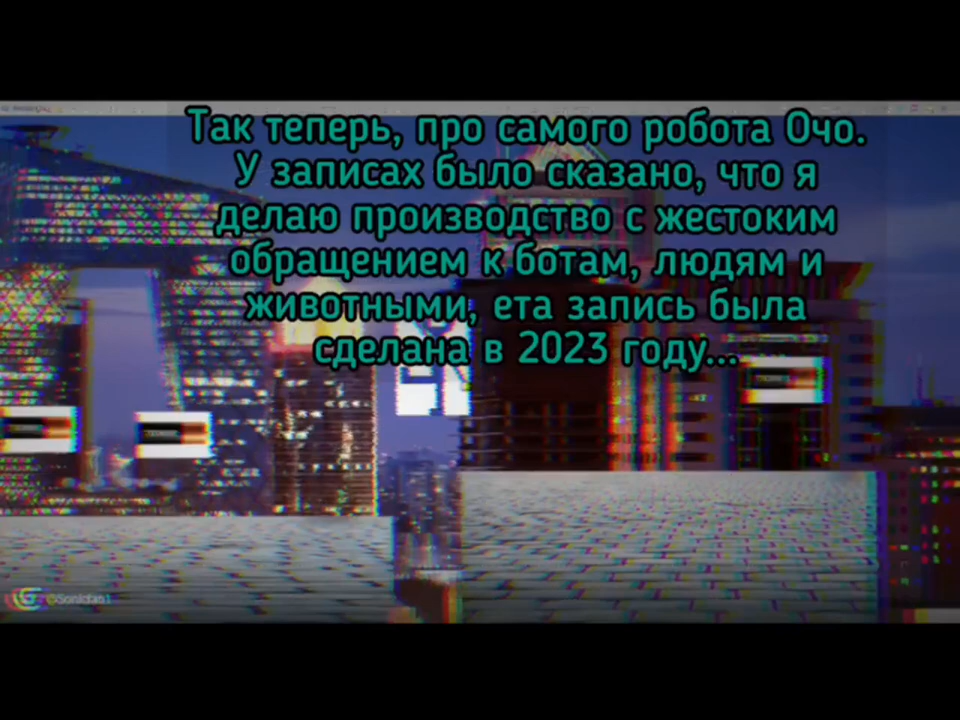 Так теперь, про самого робота Очо.
У записах было сказано, что я
делаю производство с жестоким
обращением к ботам, людям и
животными, ета запись была
сделана в 2023 году...
@Sonicfan1